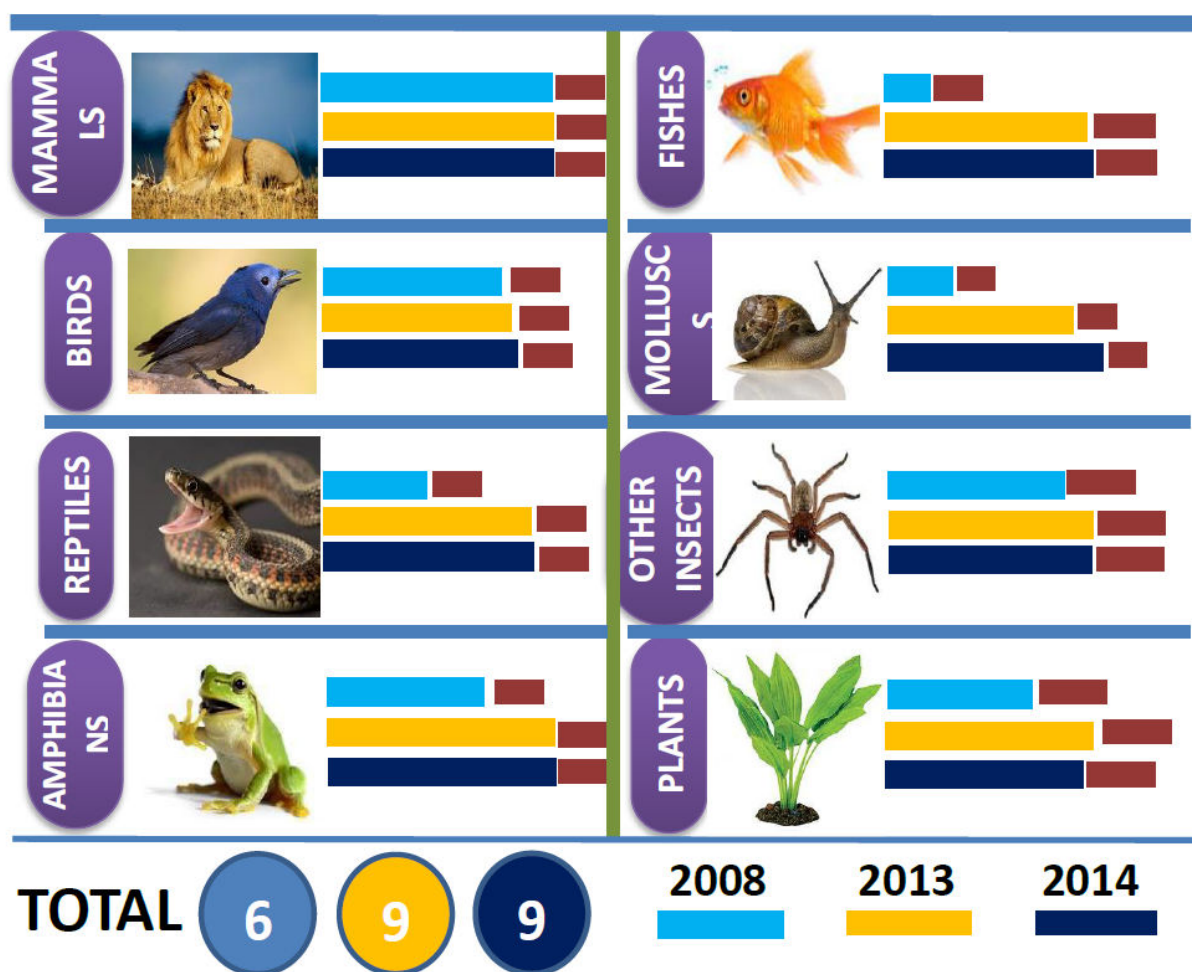 MAMMA
LS
FISHES
BIRDS
MOLLUSC
S
REPTILES
OTHER
INSECTS
AMPHIBIA
NS
PLANTS
TOTAL 6 9 9
2008 2013 2014